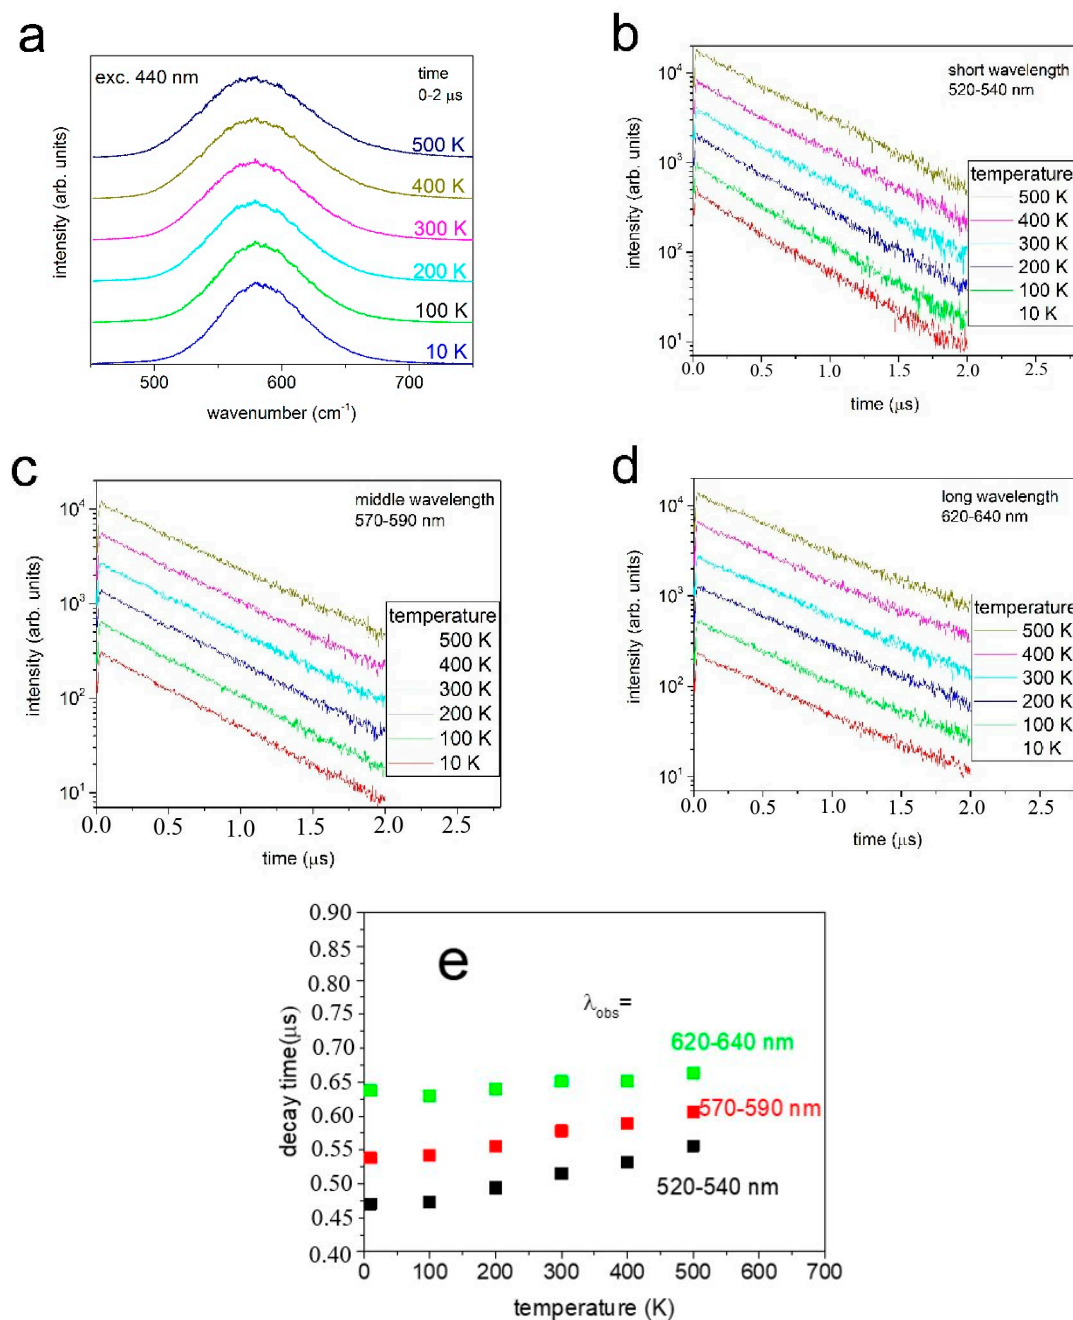 a
exc. 440 nm
time
0-2 μs
500 K
400 K
300 K
200 K
100 K
10 K
intensity (arb. units)
500
600
700
wavenumber (cm⁻¹)
b
short wavelength
520-540 nm
10⁴
10³
10²
10¹
intensity (arb. units)
temperature
500 K
400 K
300 K
200 K
100 K
10 K
0.0
0.5
1.0
1.5
2.0
2.5
time (μs)
c
middle wavelength
570-590 nm
10⁴
10³
10²
10¹
intensity (arb. units)
temperature
500 K
400 K
300 K
200 K
100 K
10 K
0.0
0.5
1.0
1.5
2.0
2.5
time (μs)
d
long wavelength
620-640 nm
10⁴
10³
10²
10¹
intensity (arb. units)
temperature
500 K
400 K
300 K
200 K
100 K
10 K
0.0
0.5
1.0
1.5
2.0
2.5
time (μs)
e
λobs=
620-640 nm
570-590 nm
520-540 nm
0.90
0.85
0.80
0.75
0.70
0.65
0.60
0.55
0.50
0.45
0.40
decay time(μs)
0
100
200
300
400
500
600
700
temperature (K)